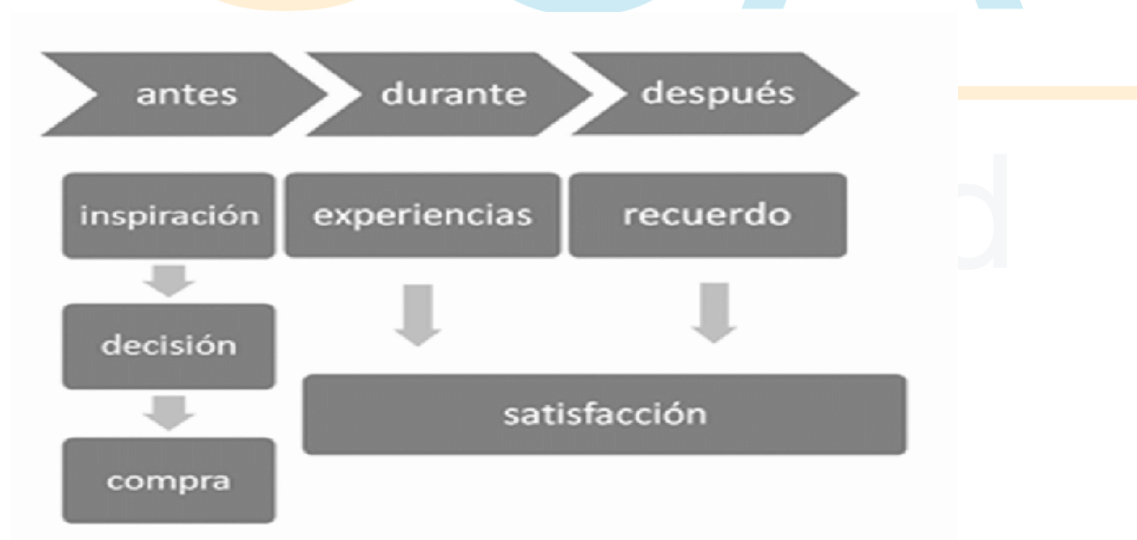 antes durante después
inspiración experiencias recuerdo
decisión
satisfacción
compra